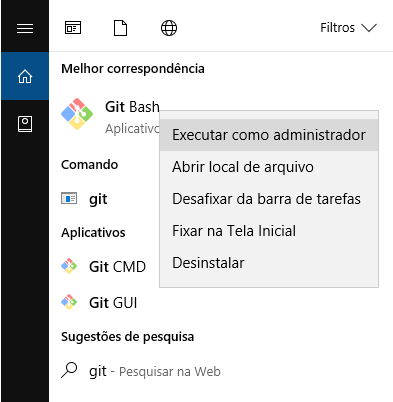 Filtros
Melhor correspondência
Git Bash
Aplicativo
Executar como administrador
Abrir local de arquivo
Desafixar da barra de tarefas
Fixar na Tela Inicial
Desinstalar
Comando
git
Aplicativos
Git CMD
Git GUI
Sugestões de pesquisa
git - Pesquisar na Web